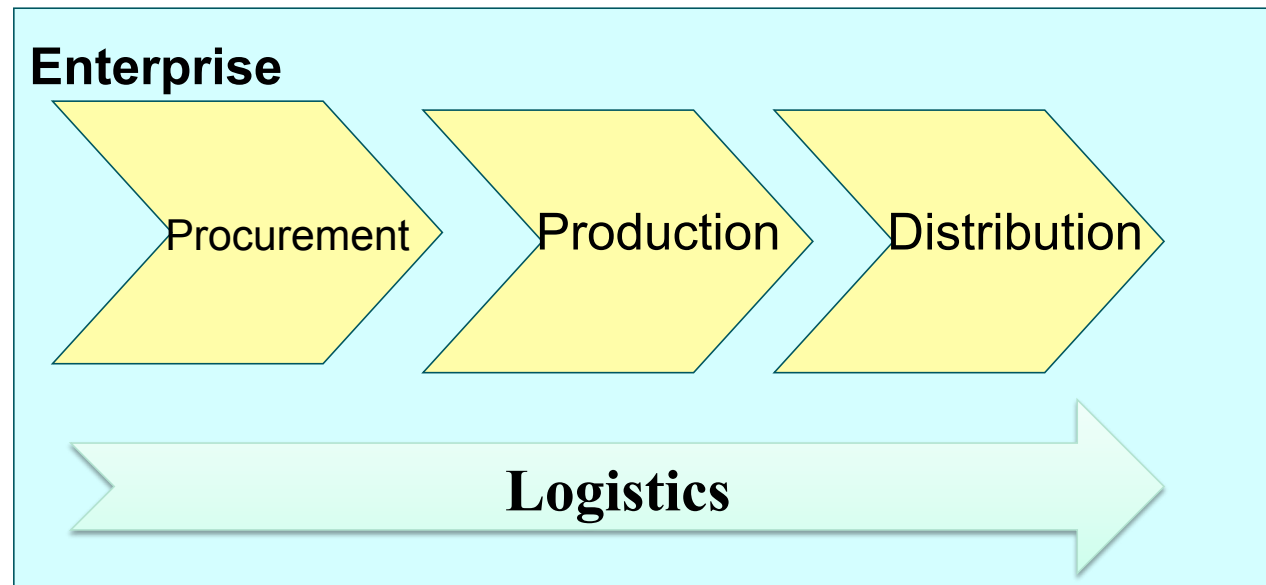 Enterprise
Procurement
Production
Distribution
Logistics